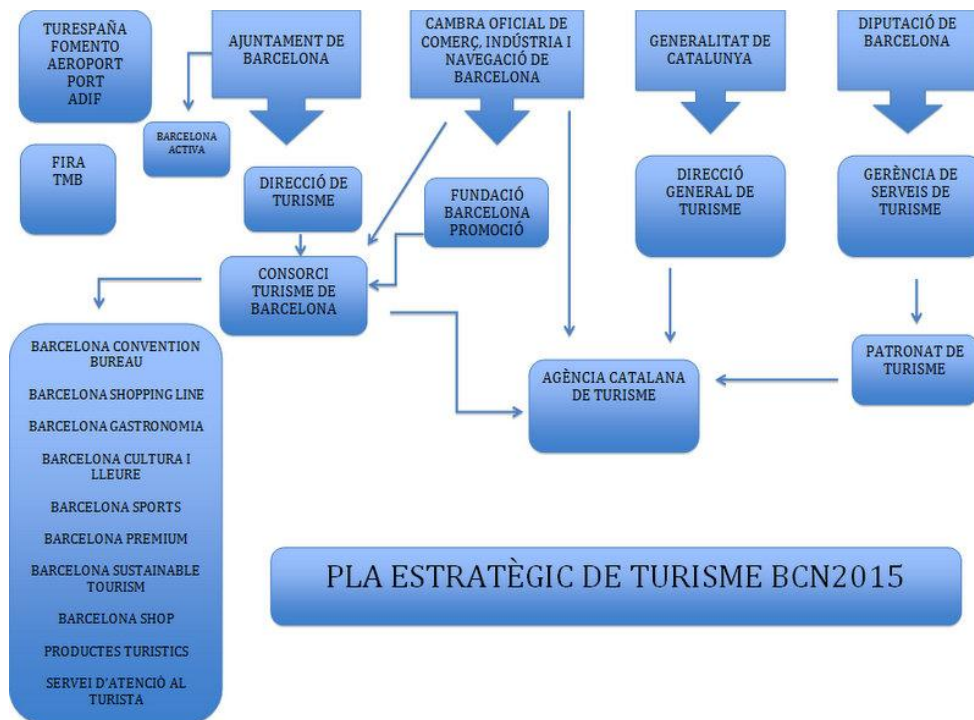 TURESPAÑA
FOMENTO
AEROPORT
PORT
ADIF
AJUNTAMENT DE
BARCELONA
CAMBRA OFICIAL DE
COMERÇ, INDÚSTRIA I
NAVEGACIÓ DE
BARCELONA
GENERALITAT DE
CATALUNYA
DIPUTACIÓ DE
BARCELONA
BARCELONA
ACTIVA
FIRA
TMB
DIRECCIÓ DE
TURISME
FUNDACIÓ
BARCELONA
PROMOCIÓ
DIRECCIÓ
GENERAL DE
TURISME
GERÈNCIA DE
SERVEIS DE
TURISME
CONSORCI
TURISME DE
BARCELONA
AGÈNCIA CATALANA
DE TURISME
PATRONAT DE
TURISME
BARCELONA CONVENTION
BUREAU
BARCELONA SHOPPING LINE
BARCELONA GASTRONOMIA
BARCELONA CULTURA I
LLEURE
BARCELONA SPORTS
BARCELONA PREMIUM
BARCELONA SUSTAINABLE
TOURISM
BARCELONA SHOP
PRODUCTES TURISTICS
SERVEI D'ATENCIÒ AL
TURISTA
PLA ESTRATÈGIC DE TURISME BCN2015